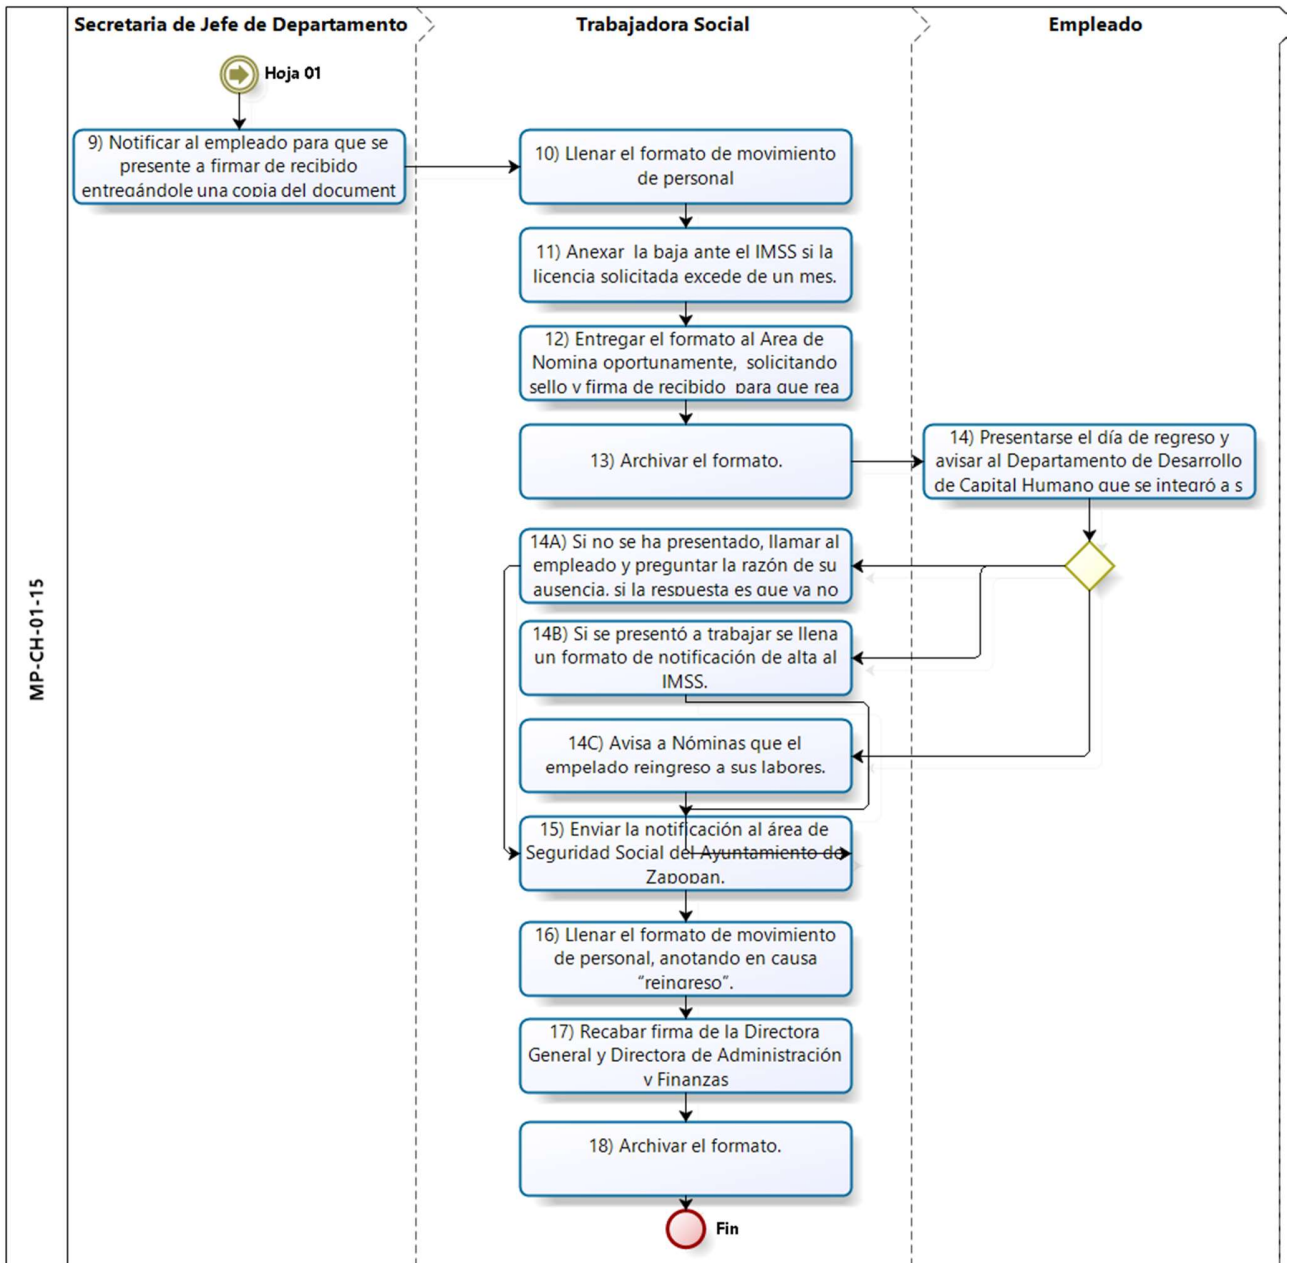 Secretaria de Jefe de Departamento
Trabajadora Social
Empleado
Hoja 01
9) Notificar al empleado para que se
presente a firmar de recibido
entregándole una copia del document
10) Llenar el formato de movimiento
de personal
11) Anexar la baja ante el IMSS si la
licencia solicitada excede de un mes.
12) Entregar el formato al Area de
Nomina oportunamente, solicitando
sello y firma de recibido para que rea
13) Archivar el formato.
14) Presentarse el día de regreso y
avisar al Departamento de Desarrollo
de Capital Humano que se integró a s
14A) Si no se ha presentado, llamar al
empleado y preguntar la razón de su
ausencia, si la respuesta es que ya no
14B) Si se presentó a trabajar se llena
un formato de notificación de alta al
IMSS.
14C) Avisa a Nóminas que el
empelado reingreso a sus labores.
15) Enviar la notificación al área de
Seguridad Social del Ayuntamiento de
Zapopan.
16) Llenar el formato de movimiento
de personal, anotando en causa
“reingreso”.
17) Recabar firma de la Directora
General y Directora de Administración
y Finanzas
18) Archivar el formato.
Fin
MP-CH-01-15